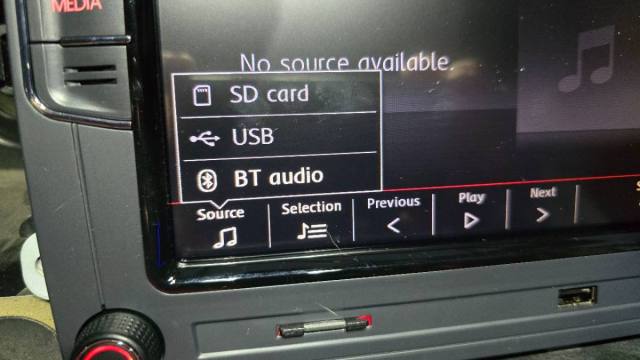 MEDIA
No source available.
SD card
USB
BT audio
Source
Selection
Previous
Play
Next